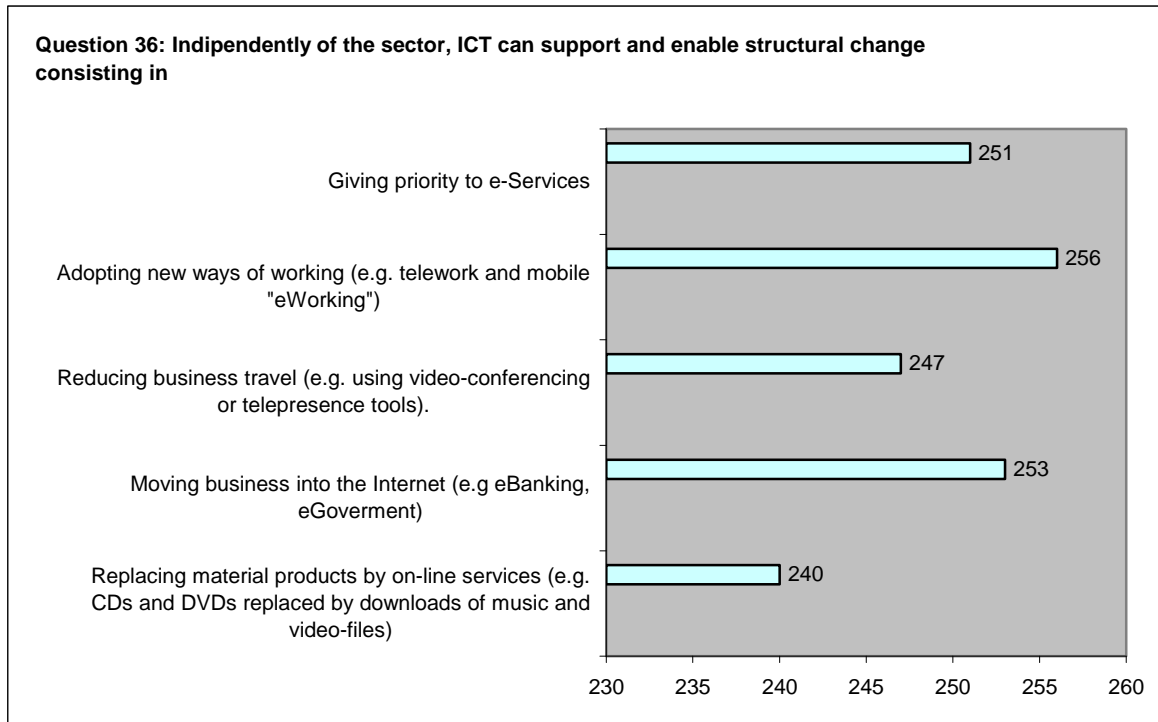 Question 36: Indipendently of the sector, ICT can support and enable structural change
consisting in
Giving priority to e-Services
251
Adopting new ways of working (e.g. telework and mobile
"eWorking")
256
Reducing business travel (e.g. using video-conferencing
or telepresence tools).
247
Moving business into the Internet (e.g eBanking,
eGoverment)
253
Replacing material products by on-line services (e.g.
CDs and DVDs replaced by downloads of music and
video-files)
240
230 235 240 245 250 255 260